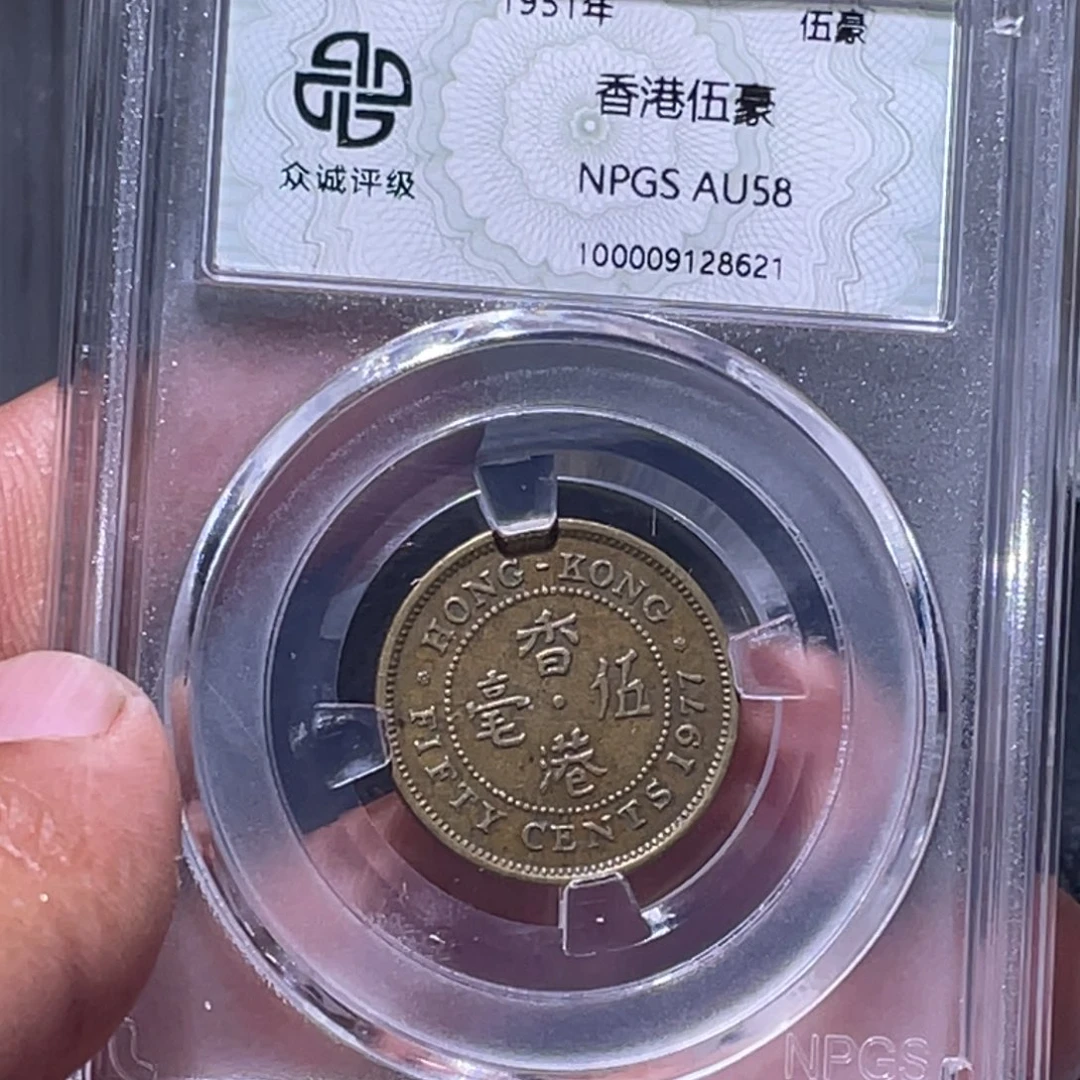 1951年
伍豪
香港伍豪
众诚评级
NPGS AU58
100009128621
HONG - KONG
香
毫 · 伍
港
FIFTY CENTS 1977
NPGS